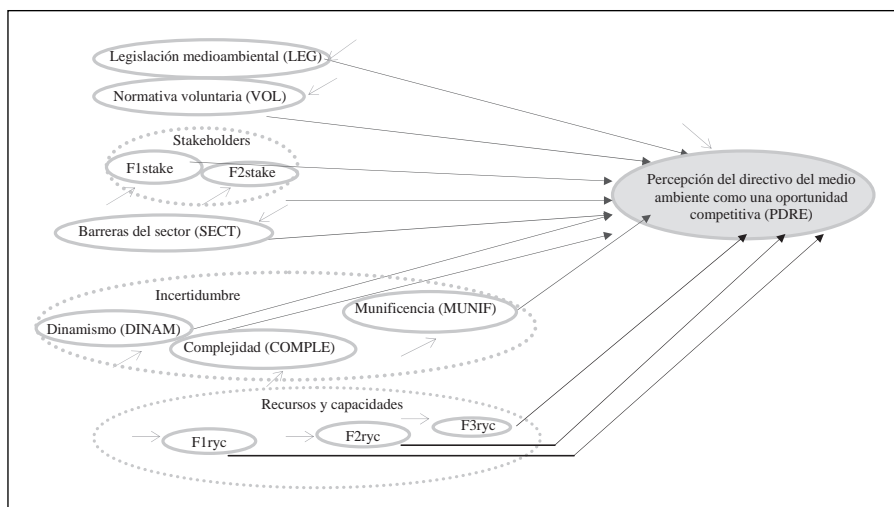 Legislación medioambiental (LEG)
Normativa voluntaria (VOL)
Stakeholders
F1stake
F2stake
Barreras del sector (SECT)
Percepción del directivo del medio
ambiente como una oportunidad
competitiva (PDRE)
Incertidumbre
Munificencia (MUNIF)
Dinamismo (DINAM)
Complejidad (COMPLE)
Recursos y capacidades
F3ryc
F2ryc
F1ryc